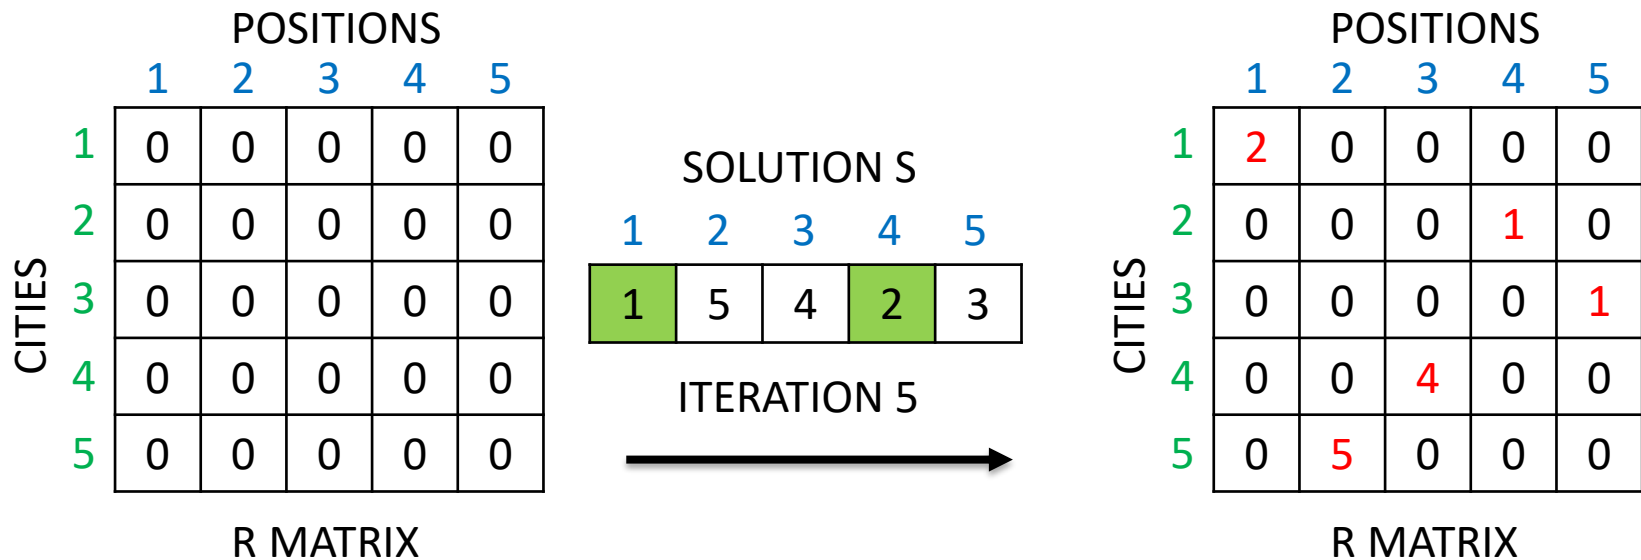 POSITIONS
1 2 3 4 5
CITIES
1 0 0 0 0 0
2 0 0 0 0 0
3 0 0 0 0 0
4 0 0 0 0 0
5 0 0 0 0 0
R MATRIX
SOLUTION S
1 2 3 4 5
1 5 4 2 3
ITERATION 5
POSITIONS
1 2 3 4 5
CITIES
1 2 0 0 0 0
2 0 0 0 1 0
3 0 0 0 0 1
4 0 0 4 0 0
5 0 5 0 0 0
R MATRIX